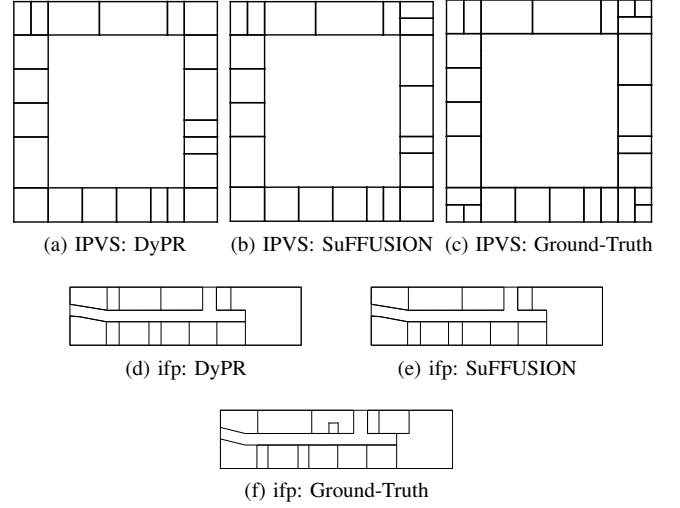 (a) IPVS: DyPR
(b) IPVS: SuFFUSION
(c) IPVS: Ground-Truth
(d) ifp: DyPR
(e) ifp: SuFFUSION
(f) ifp: Ground-Truth